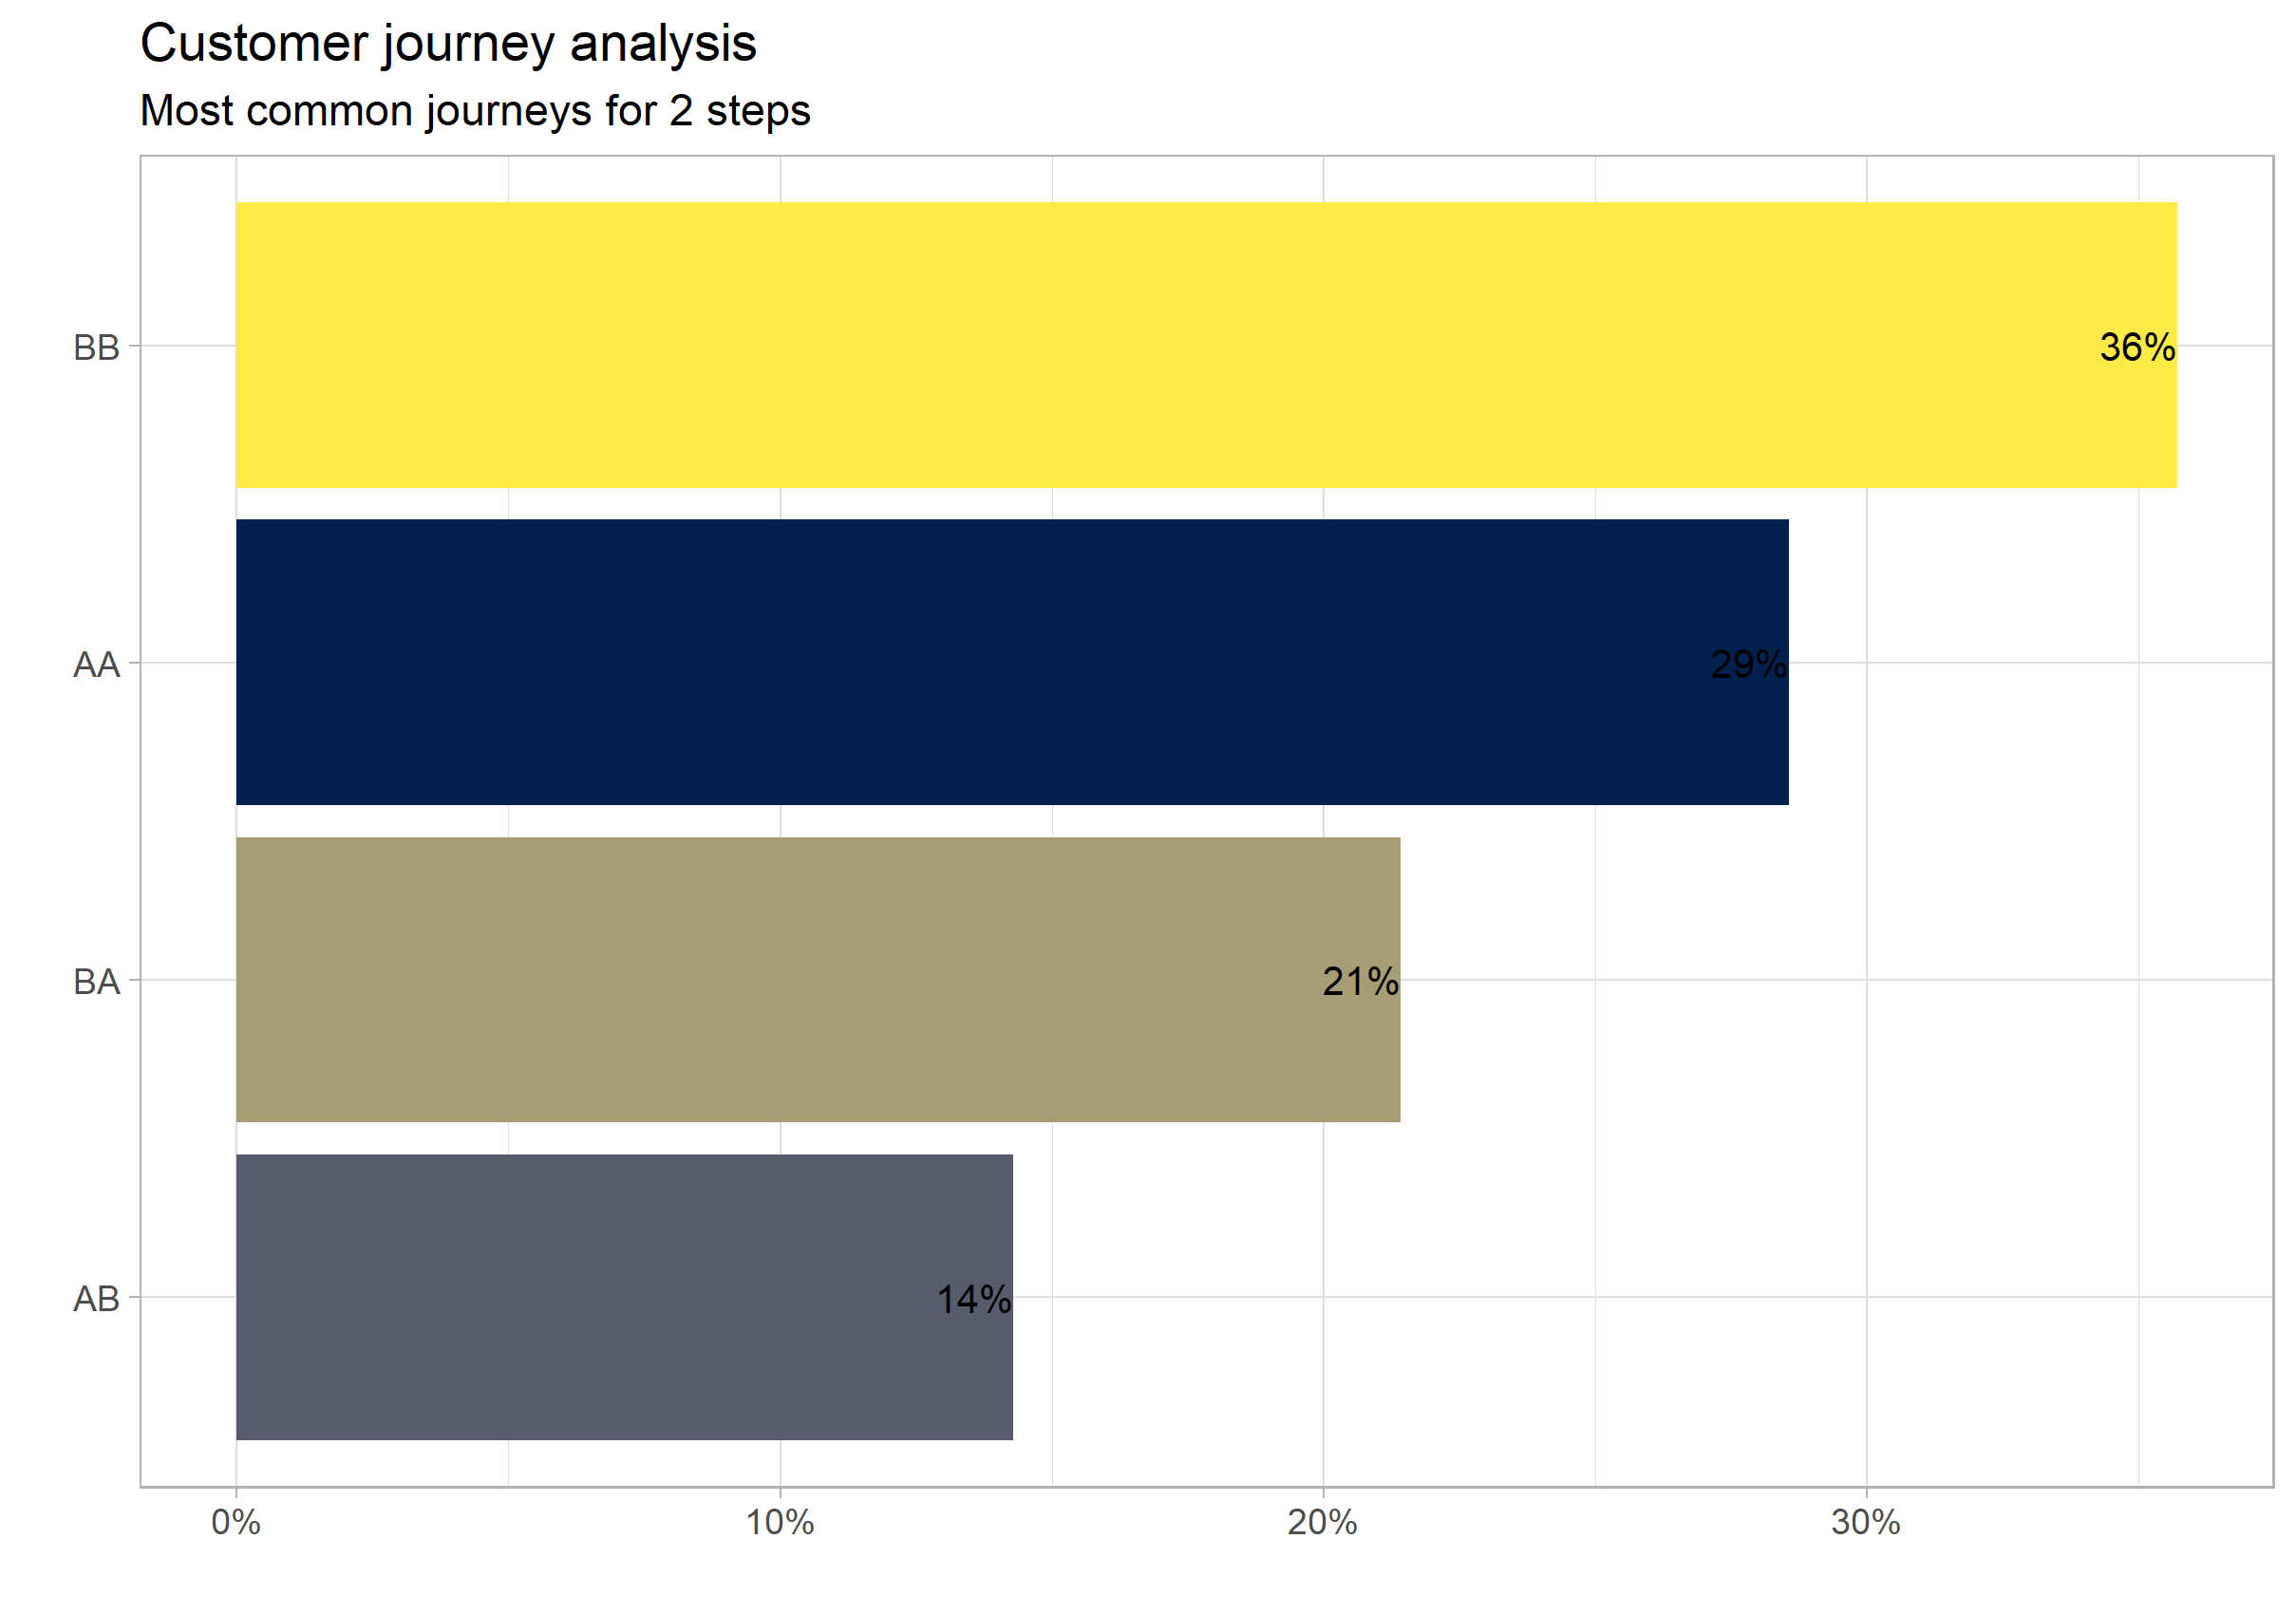 Customer journey analysis
Most common journeys for 2 steps
BB
36%
AA
29%
BA
21%
AB
14%
0% 10% 20% 30%